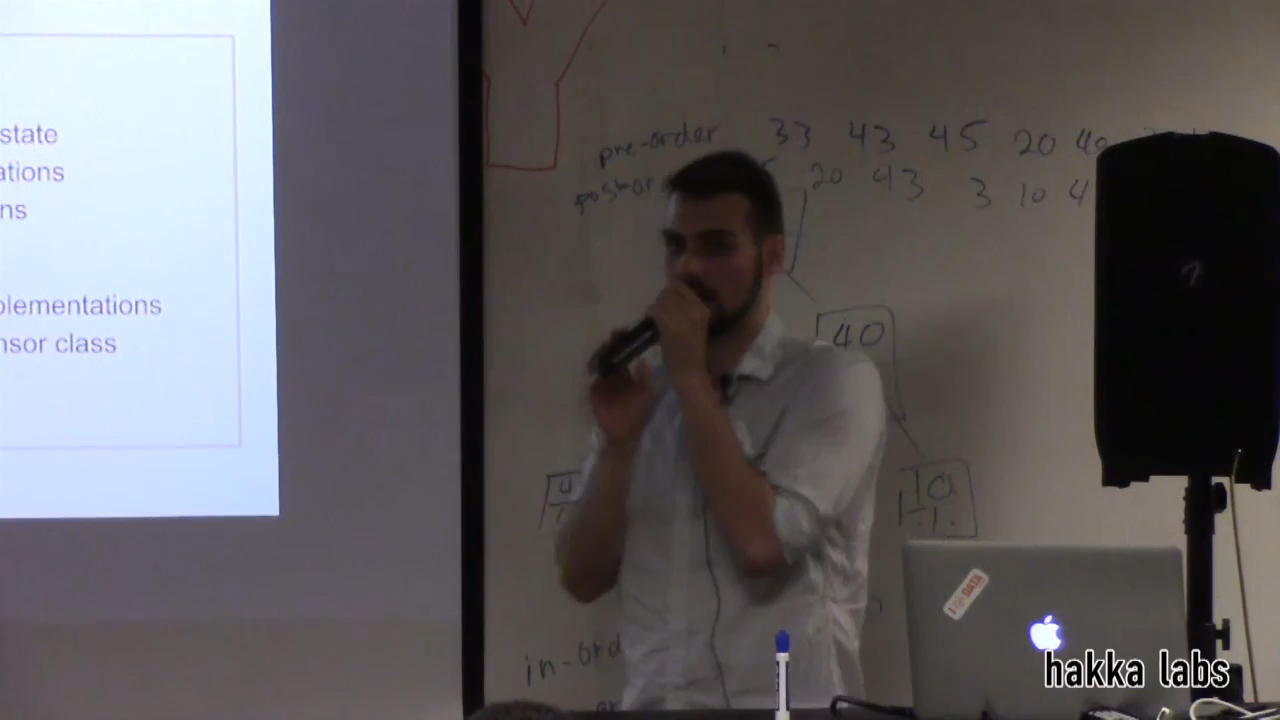 state
ations
ns
plementations
nsor class
pre-order 33 43 45 20 40
20 43 3 10 4
40
10
in-ord
DATA
hakka labs